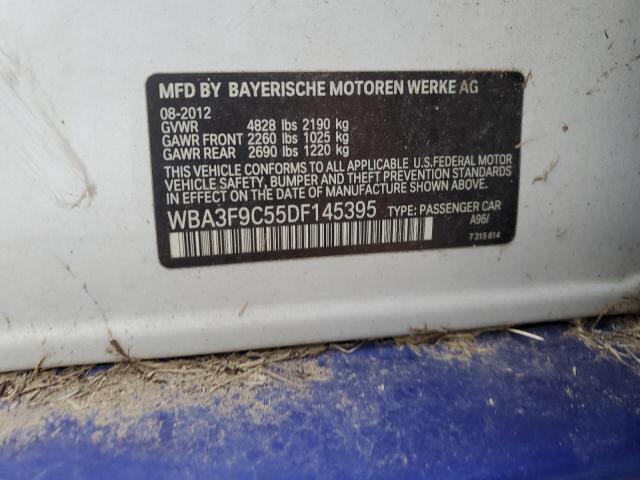 MFD BY BAYERISCHE MOTOREN WERKE AG
08-2012
GVWR 4828 lbs 2190 kg
GAWR FRONT 2260 lbs 1025 kg
GAWR REAR 2690 lbs 1220 kg
THIS VEHICLE CONFORMS TO ALL APPLICABLE U.S.FEDERAL MOTOR
VEHICLE SAFETY, BUMPER AND THEFT PREVENTION STANDARDS
IN EFFECT ON THE DATE OF MANUFACTURE SHOWN ABOVE.
WBA3F9C55DF145395 TYPE: PASSENGER CAR
A96/
7 315 814